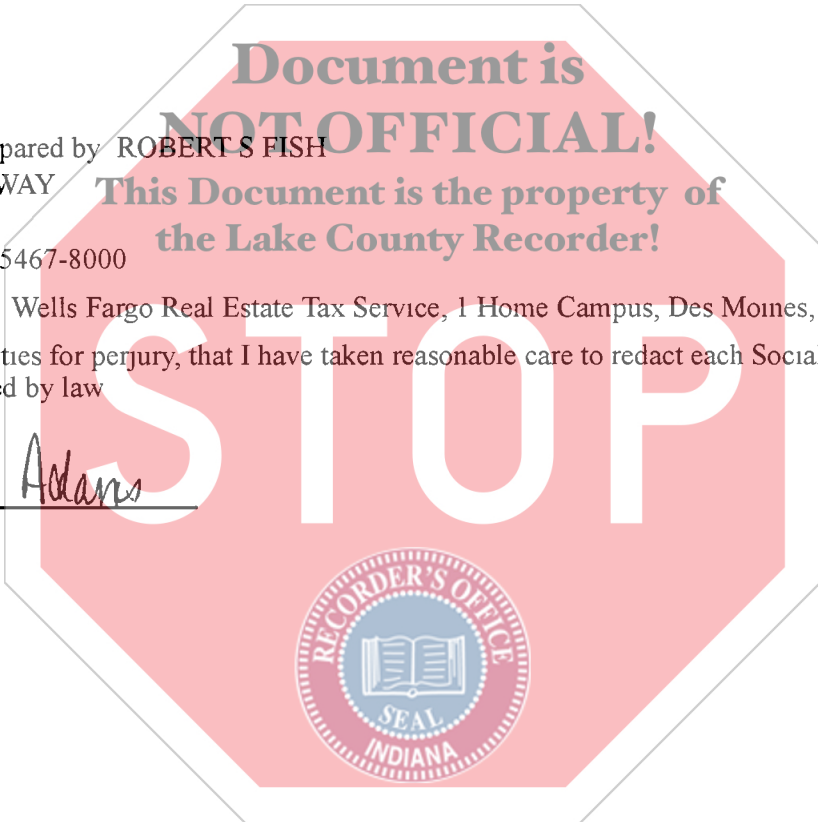 Document is
NOT OFFICIAL!
pared by ROBERT S FISH
WAY
This Document is the property of
the Lake County Recorder!
5467-8000
Wells Fargo Real Estate Tax Service, 1 Home Campus, Des Moines,
ties for perjury, that I have taken reasonable care to redact each Social
d by law
STOP
Adams
RECORDER'S OFFICE
SEAL
INDIANA